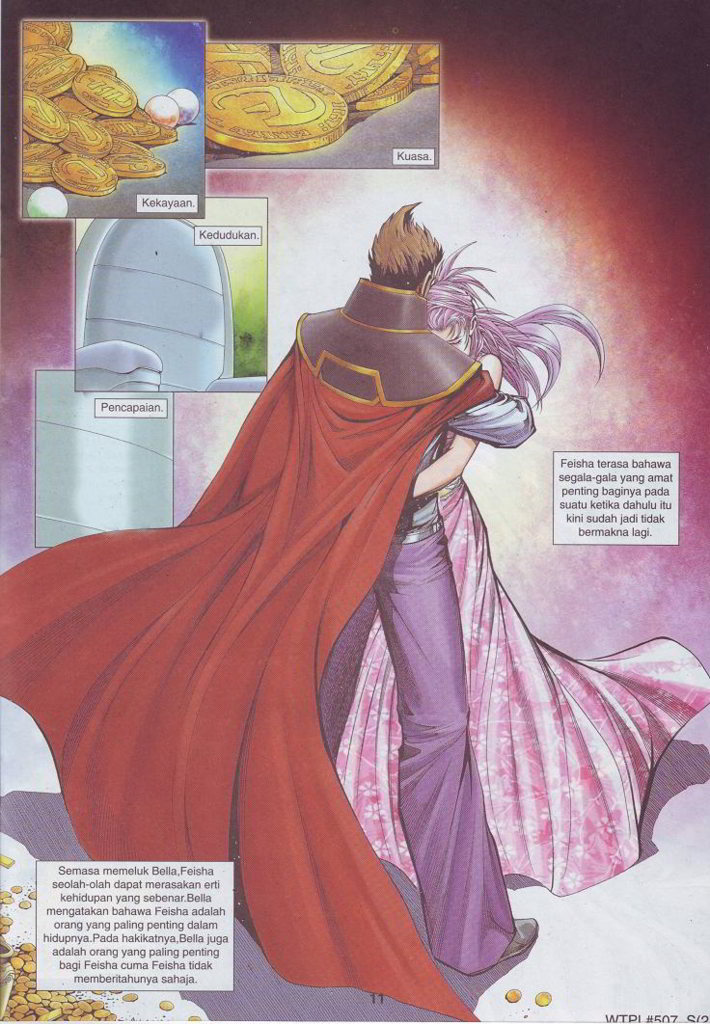 Kekayaan.
Kuasa.
Kedudukan.
Pencapaian.
Feisha terasa bahawa
segala-gala yang amat
penting baginya pada
suatu ketika dahulu itu
kini sudah jadi tidak
bermakna lagi.
Semasa memeluk Bella,Feisha
seolah-olah dapat merasakan erti
kehidupan yang sebenar.Bella
mengatakan bahawa Feisha adalah
orang yang paling penting dalam
hidupnya.Pada hakikatnya,Bella juga
adalah orang yang paling penting
bagi Feisha cuma Feisha tidak
memberitahunya sahaja.
11